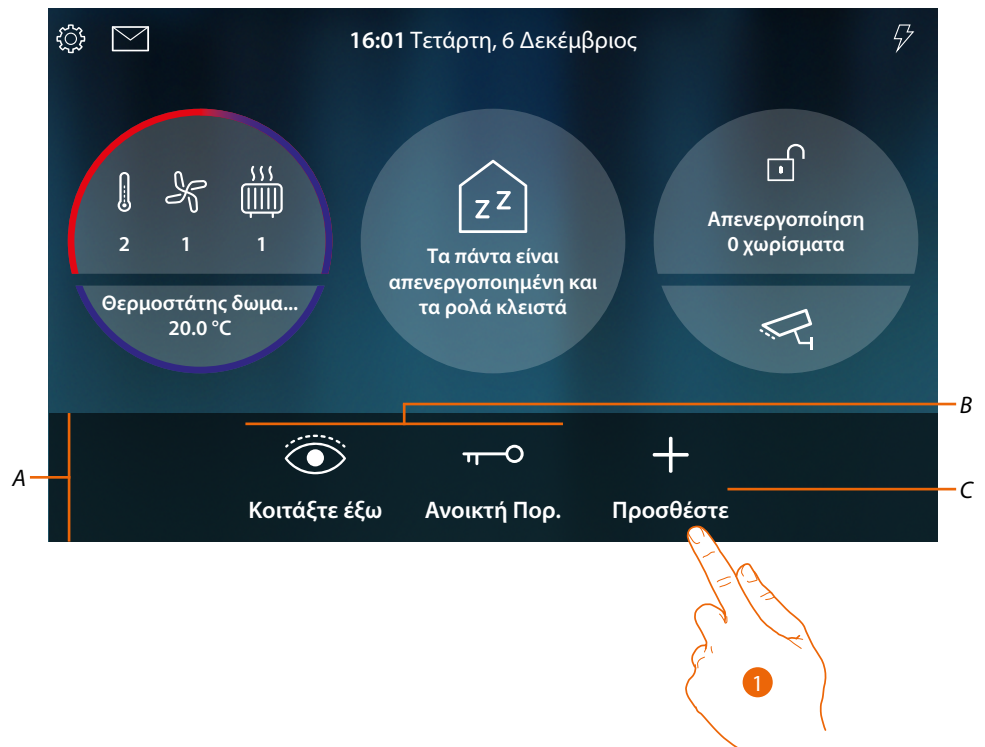 16:01 Τετάρτη, 6 Δεκέμβριος
2 1 1
Θερμοστάτης δωμα...
20.0 °C
z z
Τα πάντα είναι
απενεργοποιημένη και
τα ρολά κλειστά
Απενεργοποίηση
0 χωρίσματα
B
A
Κοιτάξτε έξω
Ανοικτή Πορ.
Προσθέστε
C
1